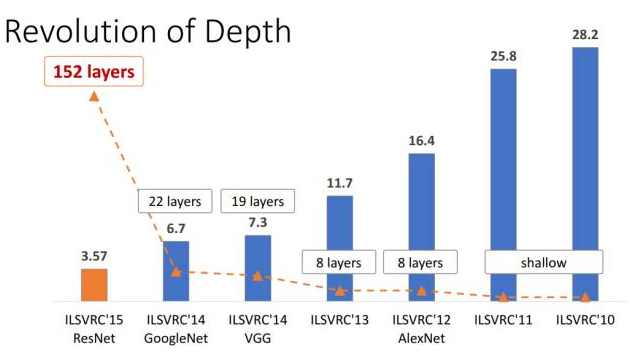 Revolution of Depth
152 layers
28.2
25.8
16.4
22 layers
19 layers
11.7
6.7
7.3
3.57
8 layers
8 layers
shallow
ILSVRC'15
ResNet
ILSVRC'14
GoogleNet
ILSVRC'14
VGG
ILSVRC'13
ILSVRC'12
AlexNet
ILSVRC'11
ILSVRC'10